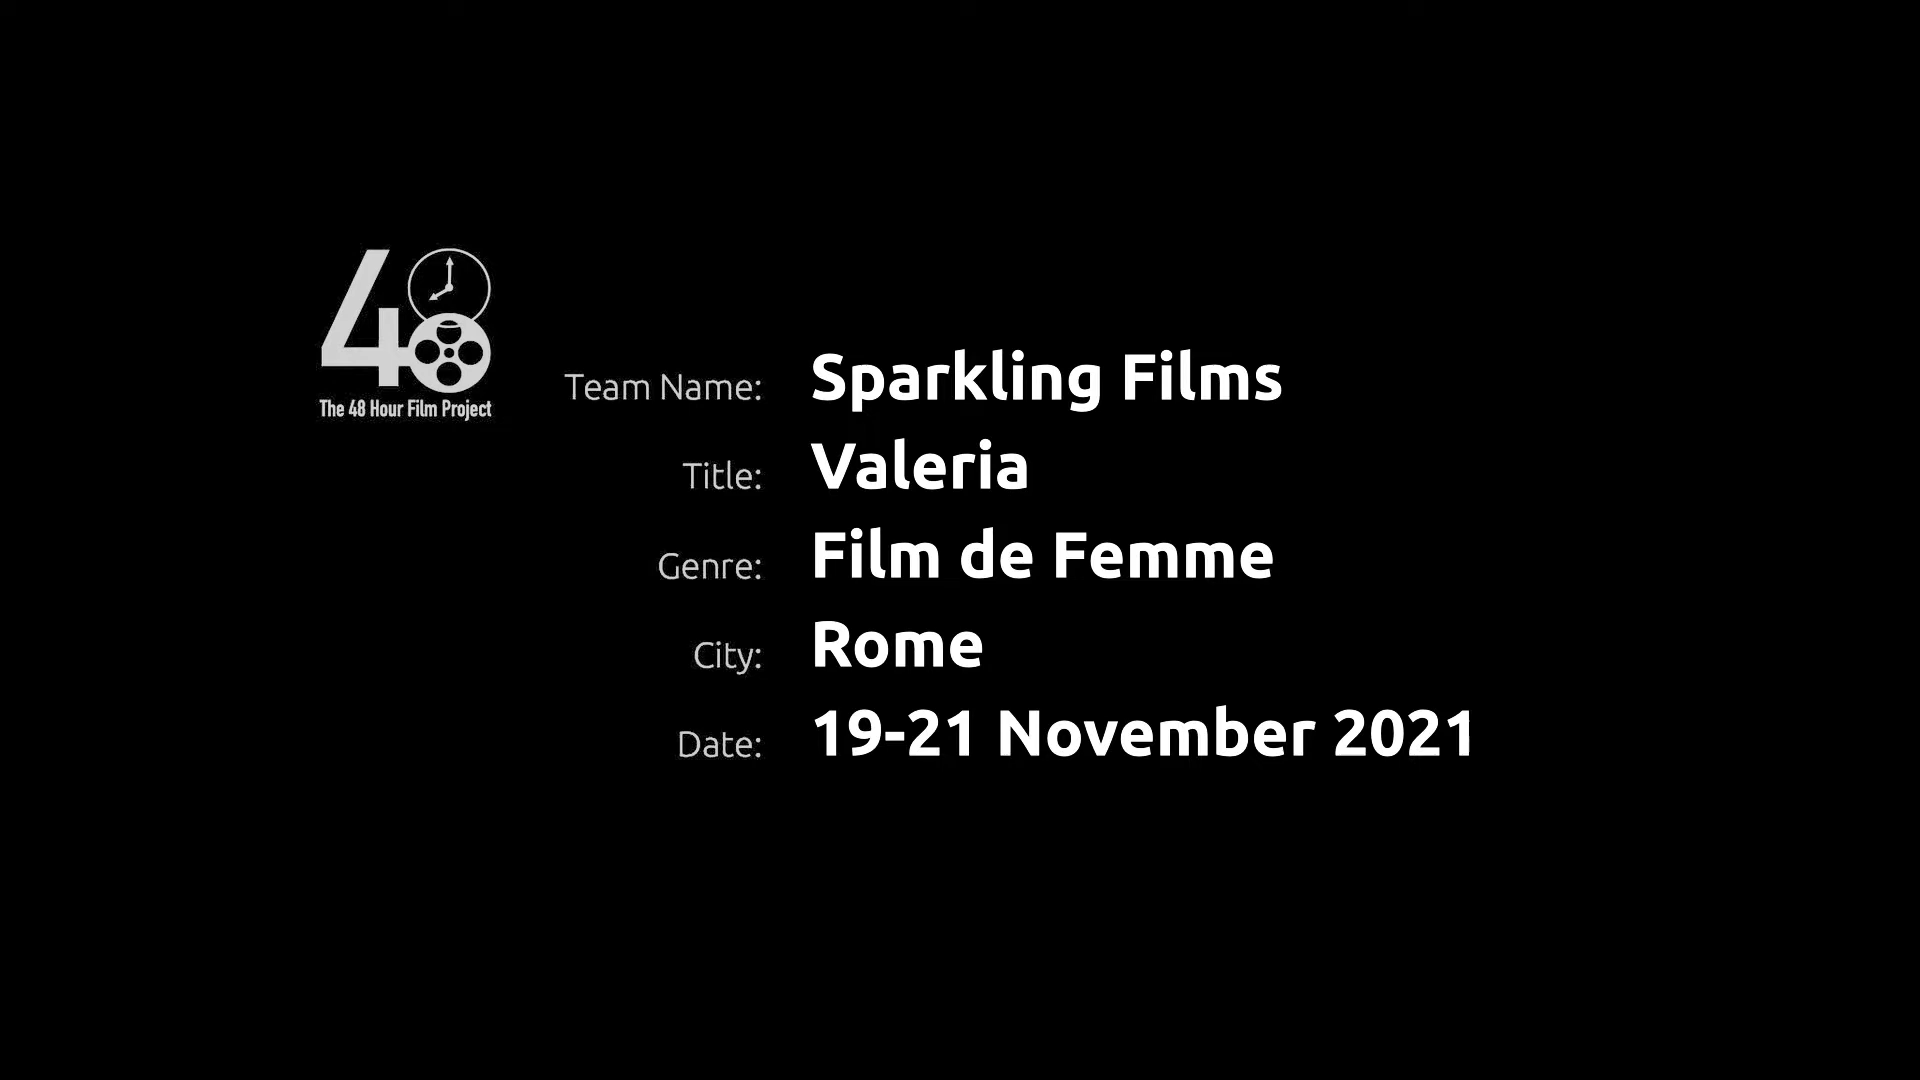 48
The 48 Hour Film Project
Team Name: Sparkling Films
Title: Valeria
Genre: Film de Femme
City: Rome
Date: 19-21 November 2021